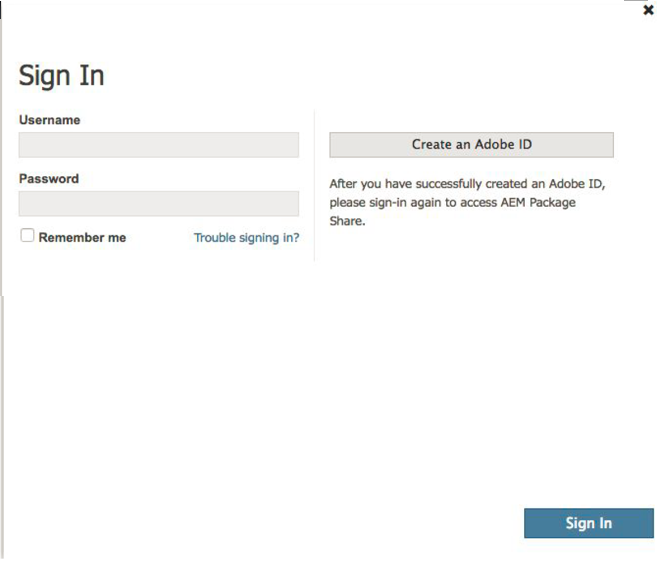 Sign In
Username
Password
Remember me
Trouble signing in?
Create an Adobe ID
After you have successfully created an Adobe ID,
please sign-in again to access AEM Package
Share.
Sign In